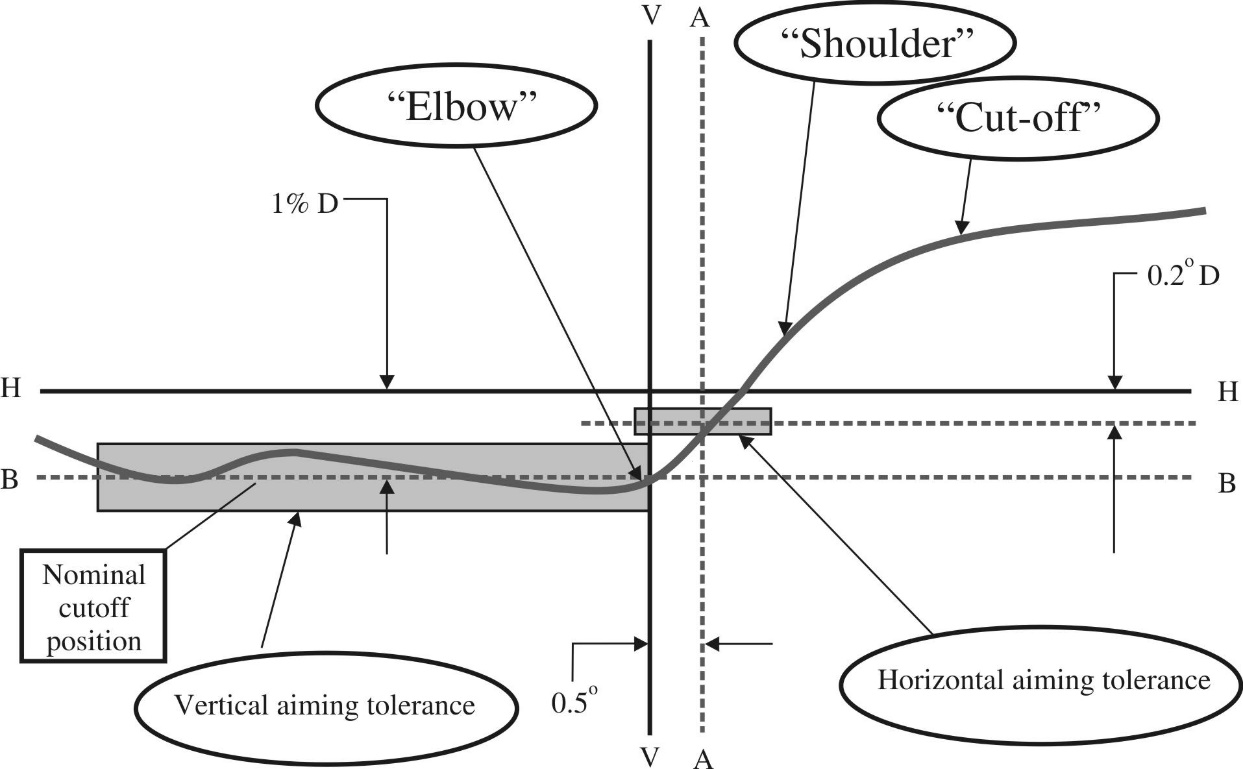 V
A
“Shoulder”
“Elbow”
“Cut-off”
1% D
0.2° D
H
H
B
B
Nominal
cutoff
position
Vertical aiming tolerance
0.5°
Horizontal aiming tolerance
V
A